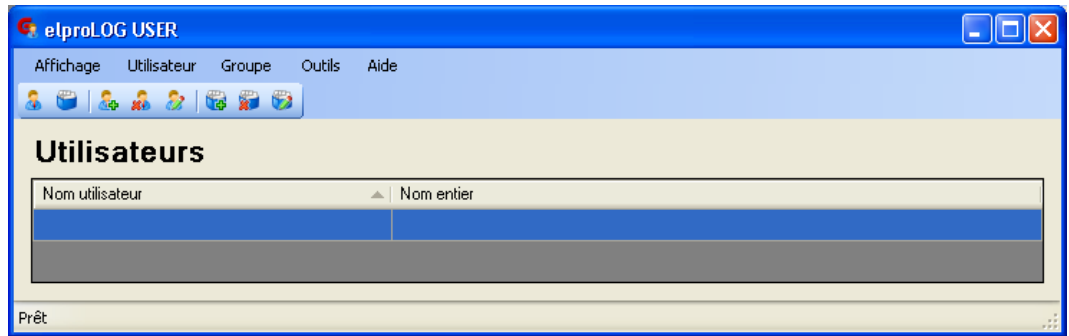 elproLOG USER
Affichage Utilisateur Groupe Outils Aide
Utilisateurs
Nom utilisateur Nom entier
Prêt